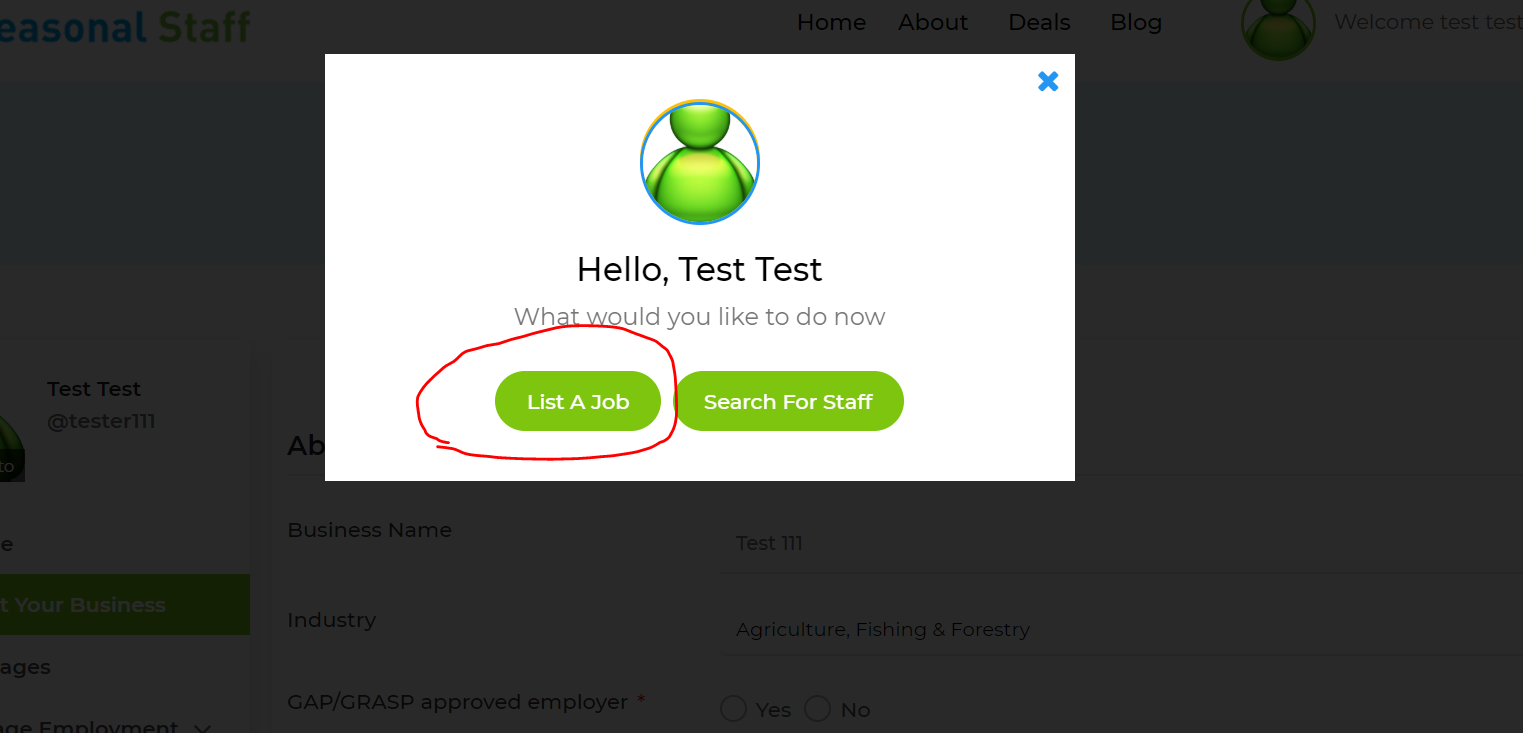 easonal Staff
Home About Deals Blog
Welcome test test
Hello, Test Test
What would you like to do now
List A Job Search For Staff
Test Test
@tester111
to
Ab
Business Name
Test 111
e
t Your Business
Industry
Agriculture, Fishing & Forestry
ages
GAP/GRASP approved employer *
Yes No
age Employment